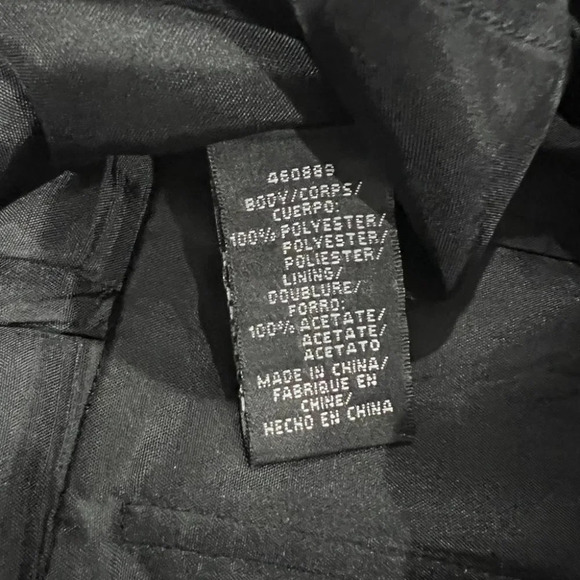 460889
BODY/CORPS/
CUERPO:
100% POLYESTER/
POLYESTER/
POLIESTER/
LINING/
DOUBLURE/
FORRO:
100% ACETATE/
ACETATE/
ACETATO
MADE IN CHINA/
FABRIQUE EN
CHINE/
HECHO EN CHINA